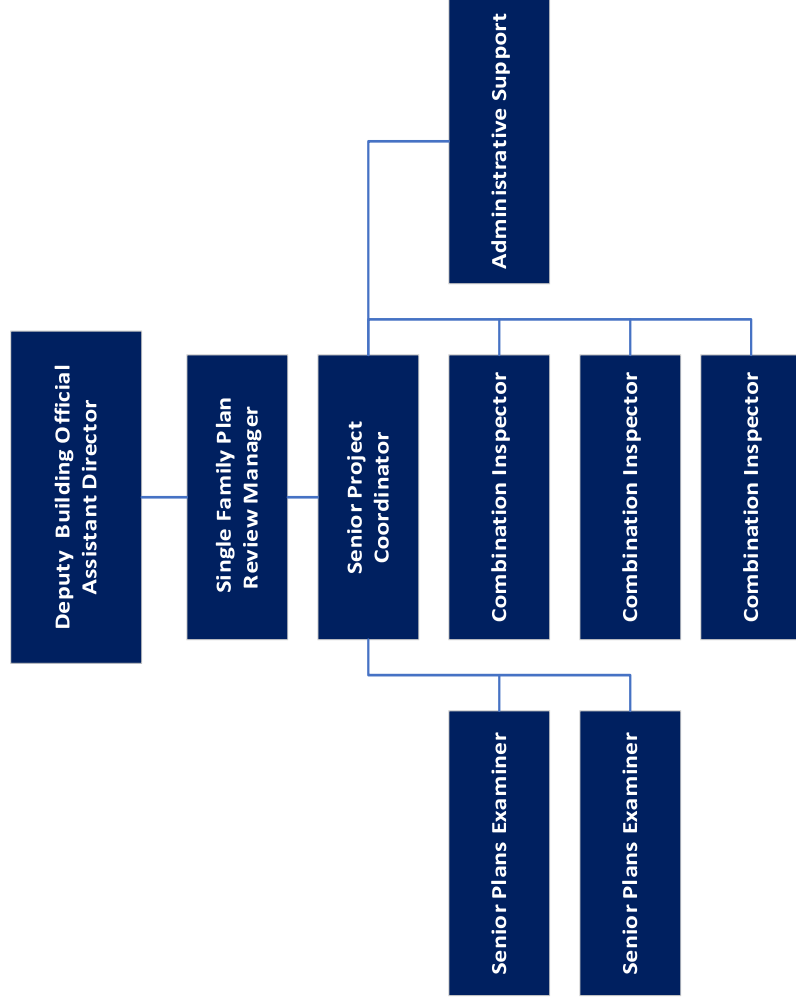 Deputy Building Official
Assistant Director
Single Family Plan
Review Manager
Senior Project
Coordinator
Senior Plans Examiner
Combination Inspector
Administrative Support
Senior Plans Examiner
Combination Inspector
Combination Inspector